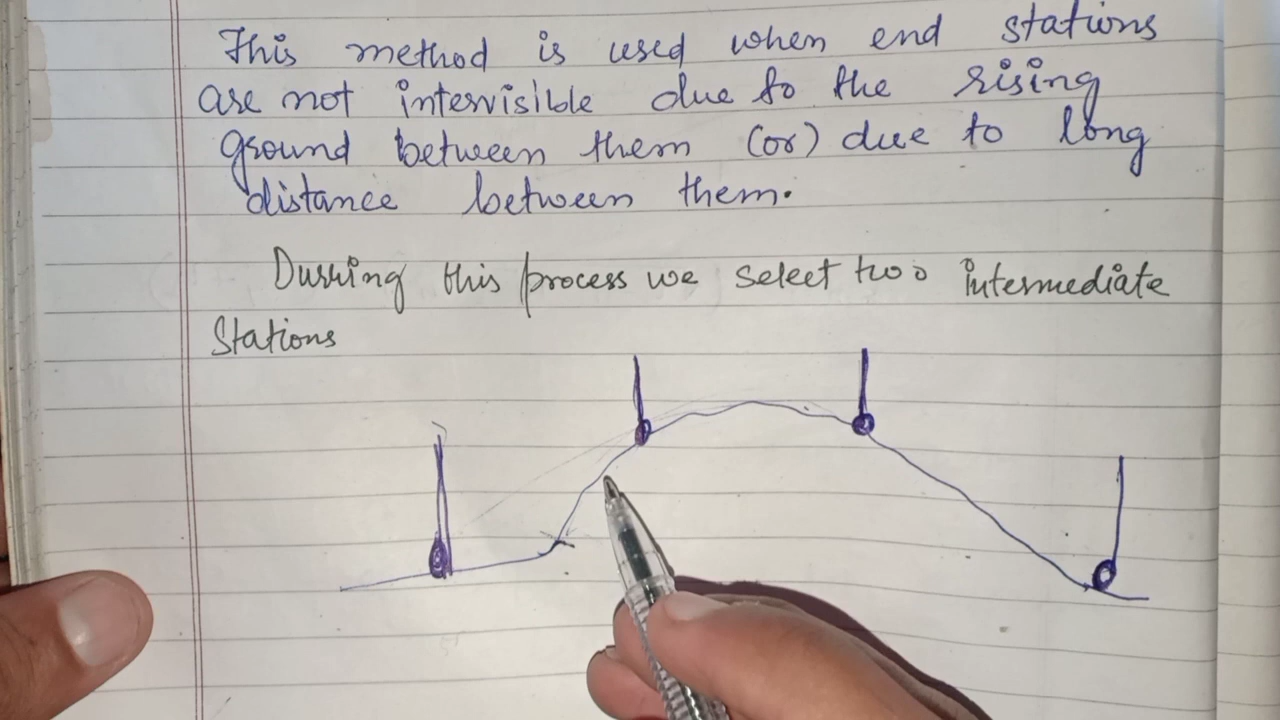 This method is used when end stations
are not intervisible due to the rising
ground between them (or) due to long
distance between them.
Durring this process we select two intermediate
Stations